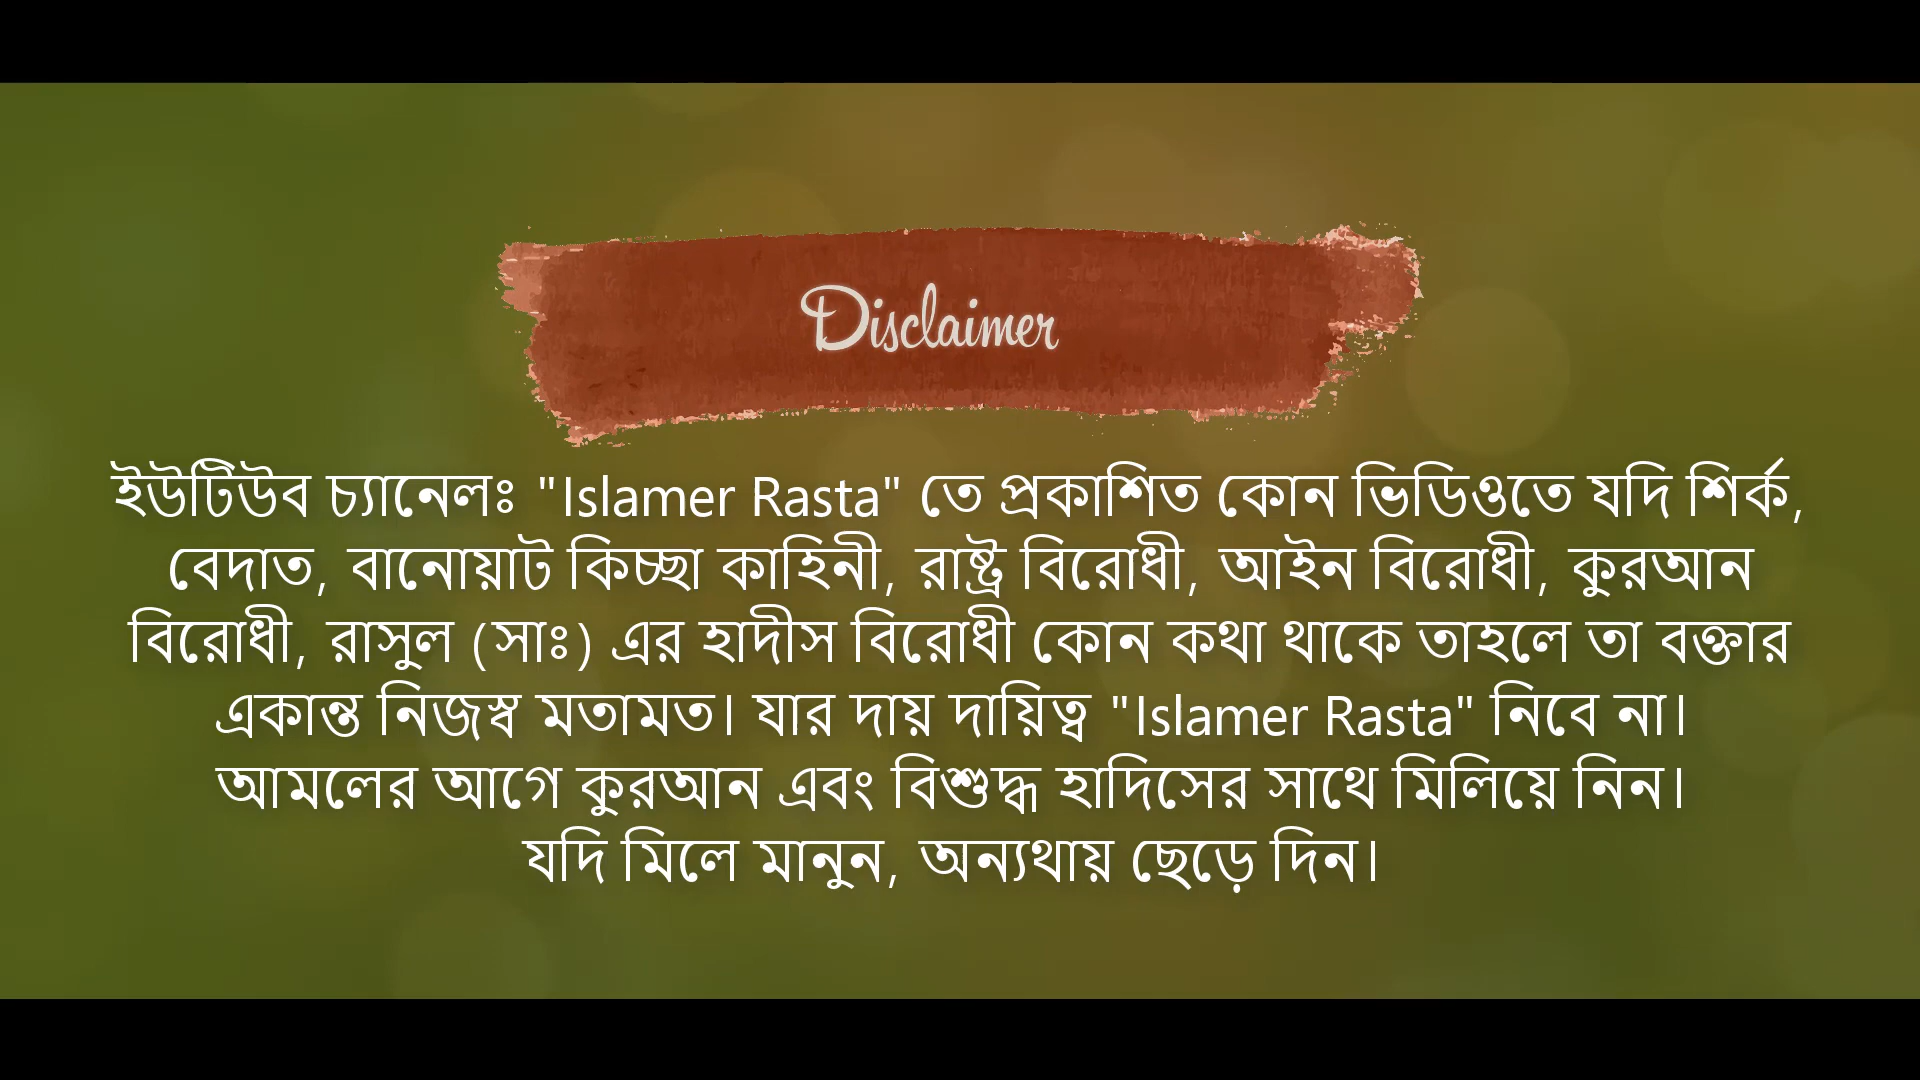 Disclaimer
ইউটিউব চ্যানেলঃ "Islamer Rasta" তে প্রকাশিত কোন ভিডিওতে যদি শির্ক,
বেদাত, বানোয়াট কিচ্ছা কাহিনী, রাষ্ট্র বিরোধী, আইন বিরোধী, কুরআন
বিরোধী, রাসুল (সাঃ) এর হাদীস বিরোধী কোন কথা থাকে তাহলে তা বক্তার
একান্ত নিজস্ব মতামত। যার দায় দায়িত্ব "Islamer Rasta" নিবে না।
আমলের আগে কুরআন এবং বিশুদ্ধ হাদিসের সাথে মিলিয়ে নিন।
যদি মিলে মানুন, অন্যথায় ছেড়ে দিন।